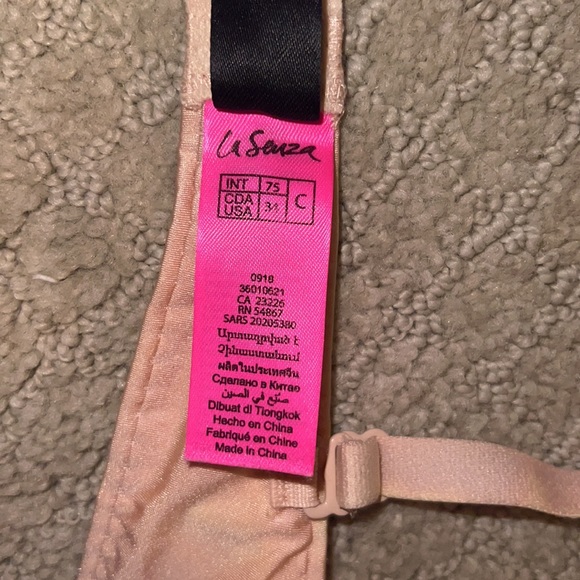 La Senza
INT 75 C
CDA USA 34
0918
36010621
CA 23226
RN 54867
SARS 20205380
Արտադրված է
Չինաստանում
ผลิตในประเทศจีน
Сделано в Китае
صنع في الصين
Dibuat di Tiongkok
Hecho en China
Fabriqué en Chine
Made in China